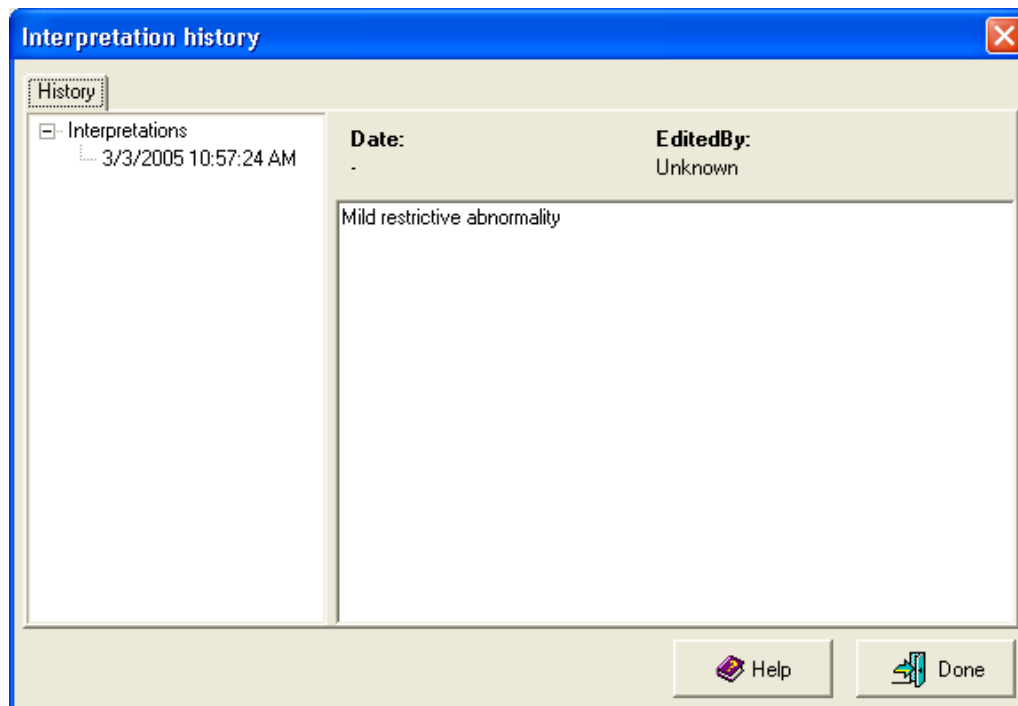 Interpretation history
History
Interpretations
3/3/2005 10:57:24 AM
Date:
-
EditedBy:
Unknown
Mild restrictive abnormality
Help
Done